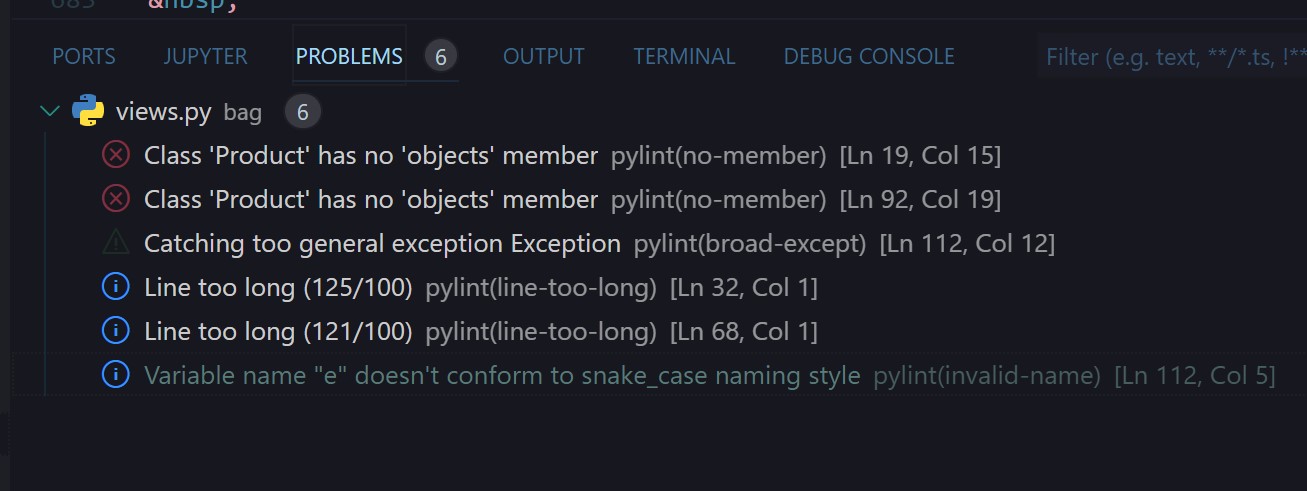 683 &nbsp;
PORTS JUPYTER PROBLEMS 6 OUTPUT TERMINAL DEBUG CONSOLE Filter (e.g. text, **/*.ts, !**
views.py bag 6
Class 'Product' has no 'objects' member pylint(no-member) [Ln 19, Col 15]
Class 'Product' has no 'objects' member pylint(no-member) [Ln 92, Col 19]
Catching too general exception Exception pylint(broad-except) [Ln 112, Col 12]
Line too long (125/100) pylint(line-too-long) [Ln 32, Col 1]
Line too long (121/100) pylint(line-too-long) [Ln 68, Col 1]
Variable name "e" doesn't conform to snake_case naming style pylint(invalid-name) [Ln 112, Col 5]